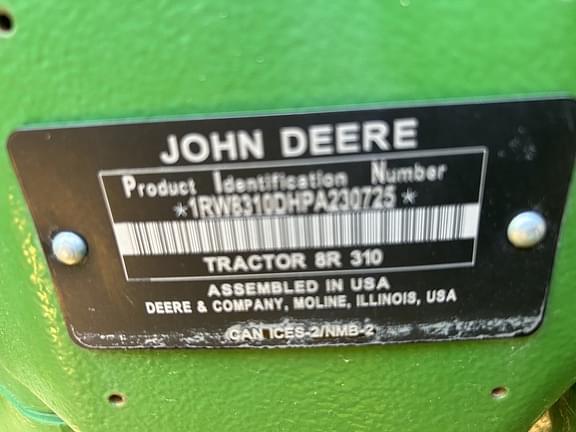 JOHN DEERE
Product Identification Number
*1RW8310DHPA230725*
TRACTOR 8R 310
ASSEMBLED IN USA
DEERE & COMPANY, MOLINE, ILLINOIS, USA
CAN ICES-2/NMB-2